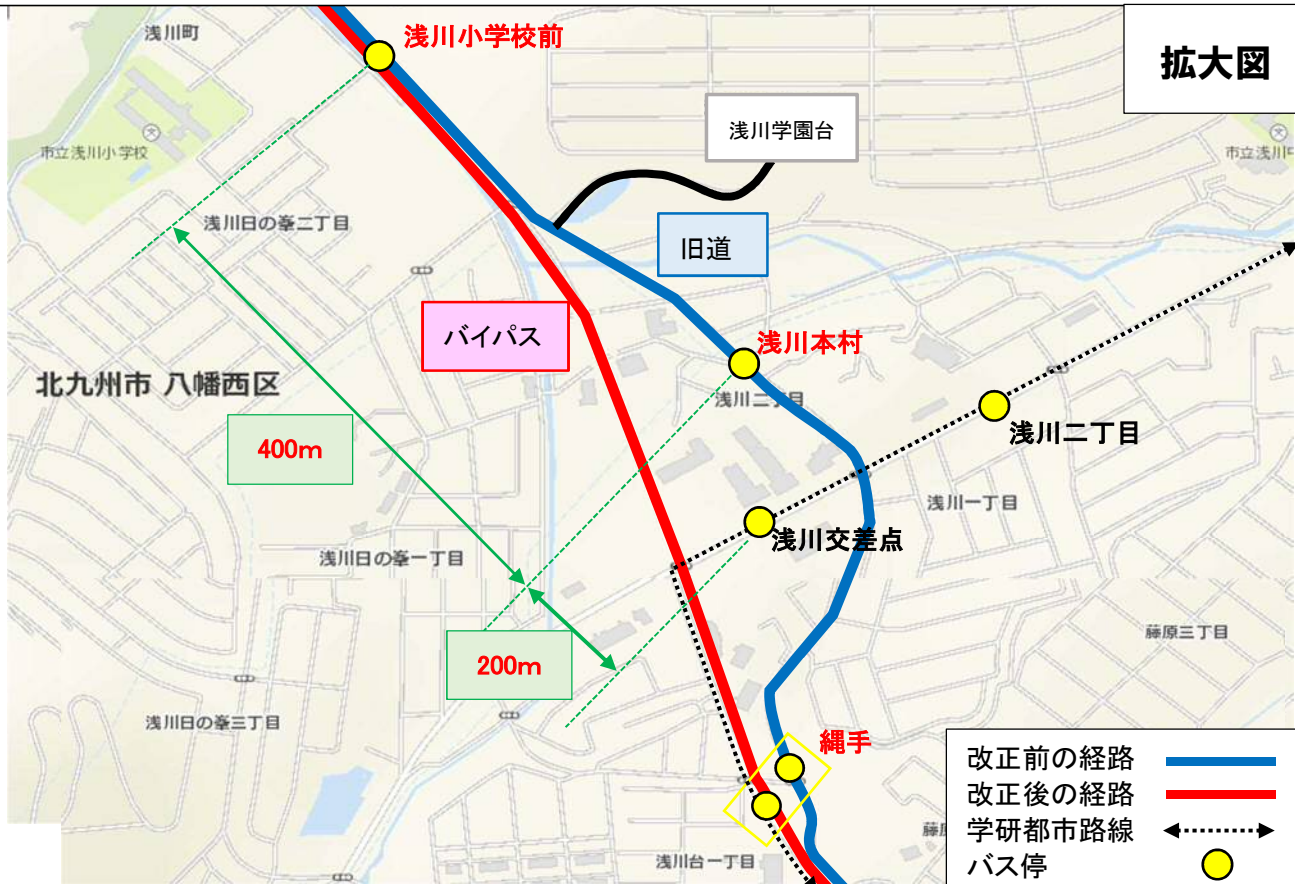 浅川町
浅川小学校前
拡大図
浅川学園台
市立浅川小学校
市立浅川中
浅川日の峯二丁目
旧道
バイパス
浅川本村
北九州市 八幡西区
浅川二丁目
浅川二丁目
400m
浅川一丁目
浅川交差点
浅川日の峯一丁目
藤原三丁目
200m
浅川日の峯三丁目
縄手
改正前の経路
改正後の経路
学研都市路線
バス停
藤原
浅川台一丁目